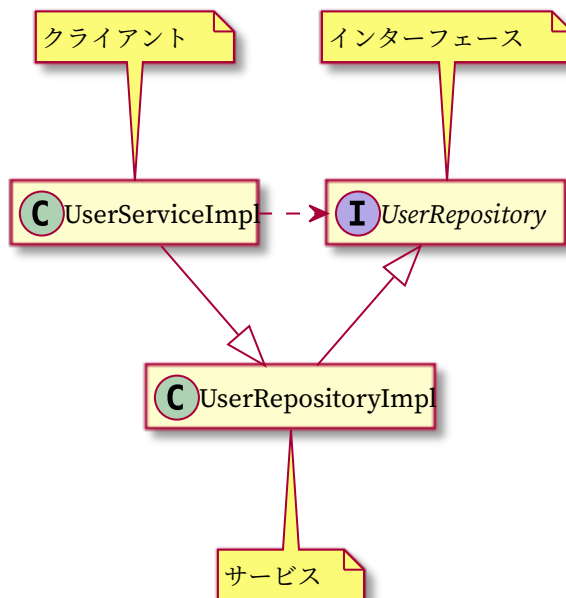 クライアント
インターフェース
C UserServiceImpl
I UserRepository
C UserRepositoryImpl
サービス